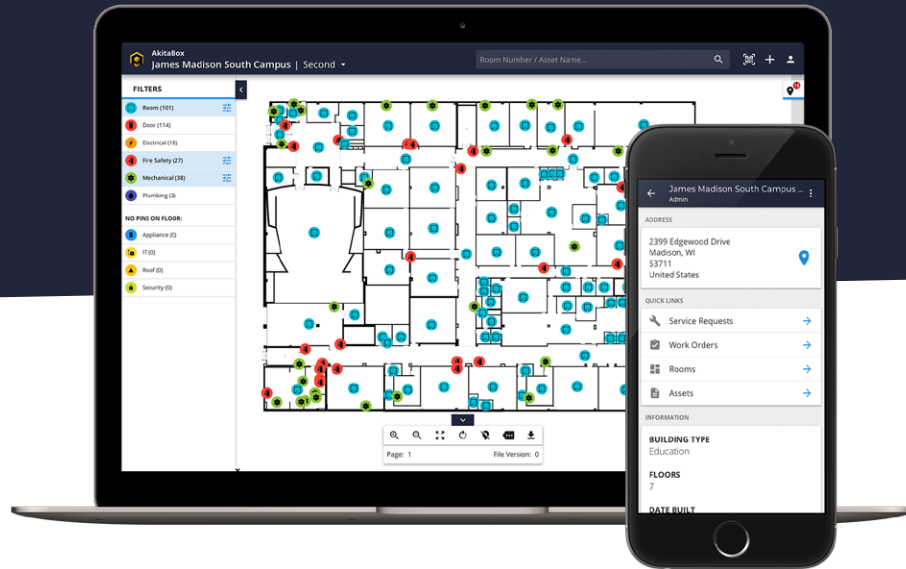 AkitaBox
James Madison South Campus | Second
Room Number / Asset Name...
FILTERS
Room (101)
Door (114)
Electrical (18)
Fire Safety (27)
Mechanical (38)
Plumbing (3)
NO PINS ON FLOOR:
Appliance (0)
IT (0)
Roof (0)
Security (0)
Page: 1
File Version: 0
James Madison South Campus ...
Admin
ADDRESS
2399 Edgewood Drive
Madison, WI
53711
United States
QUICK LINKS
Service Requests
Work Orders
Rooms
Assets
INFORMATION
BUILDING TYPE
Education
FLOORS
7
DATE BUILT